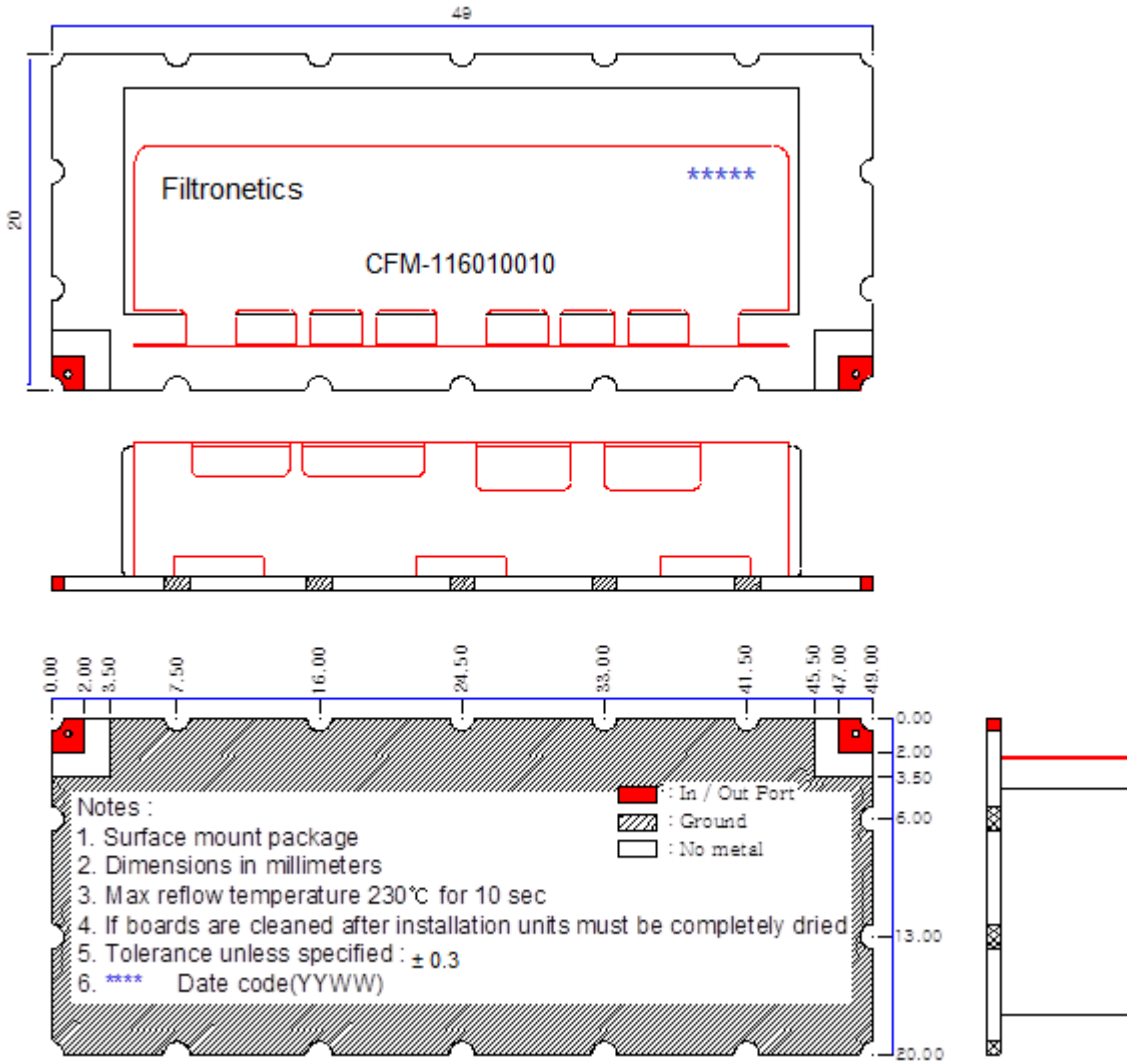 49
20
Filtronetics
*****
CFM-116010010
0.00
2.00
3.50
7.50
16.00
24.50
33.00
41.50
45.50
47.00
49.00
0.00
2.00
3.50
6.00
13.00
20.00
: In / Out Port
: Ground
: No metal
Notes :
1. Surface mount package
2. Dimensions in millimeters
3. Max reflow temperature 230℃ for 10 sec
4. If boards are cleaned after installation units must be completely dried
5. Tolerance unless specified : ± 0.3
6. **** Date code(YYWW)